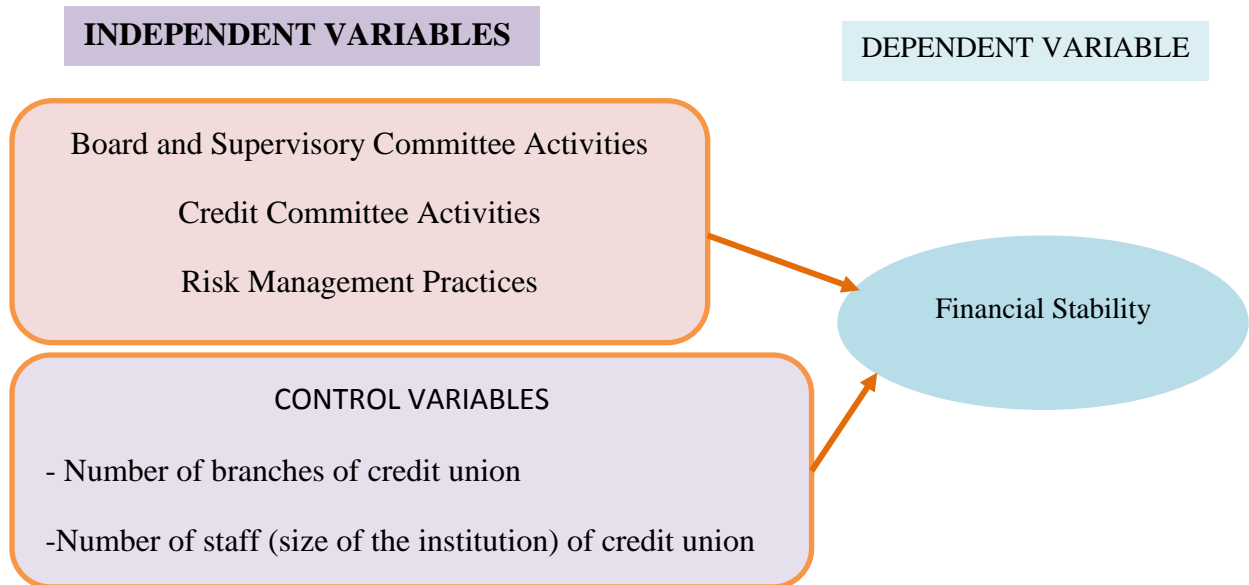 INDEPENDENT VARIABLES
DEPENDENT VARIABLE
Board and Supervisory Committee Activities
Credit Committee Activities
Risk Management Practices
Financial Stability
CONTROL VARIABLES
- Number of branches of credit union
-Number of staff (size of the institution) of credit union